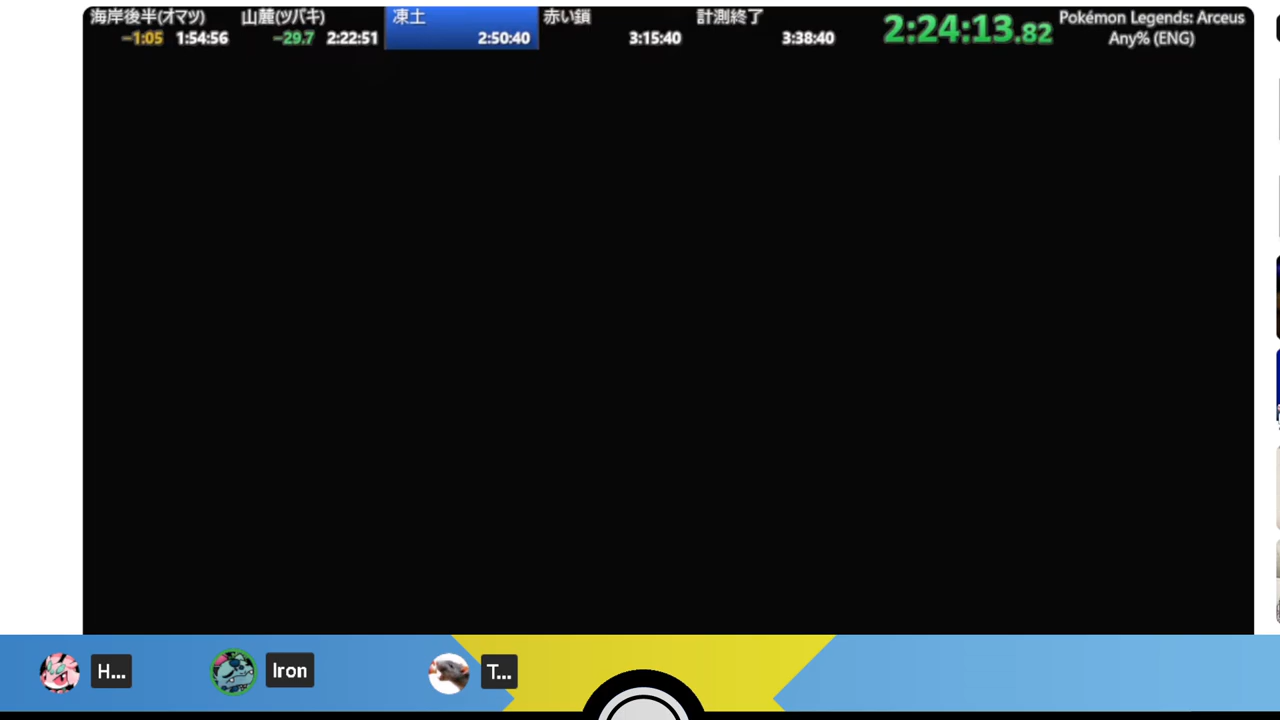 海岸後半(オマツ)
−1:05 1:54:56
山麓(ツバキ)
−29.7 2:22:51
凍土
2:50:40
赤い鎖
3:15:40
計測終了
3:38:40
2:24:13.82
Pokémon Legends: Arceus
Any% (ENG)
H...
Iron
T...